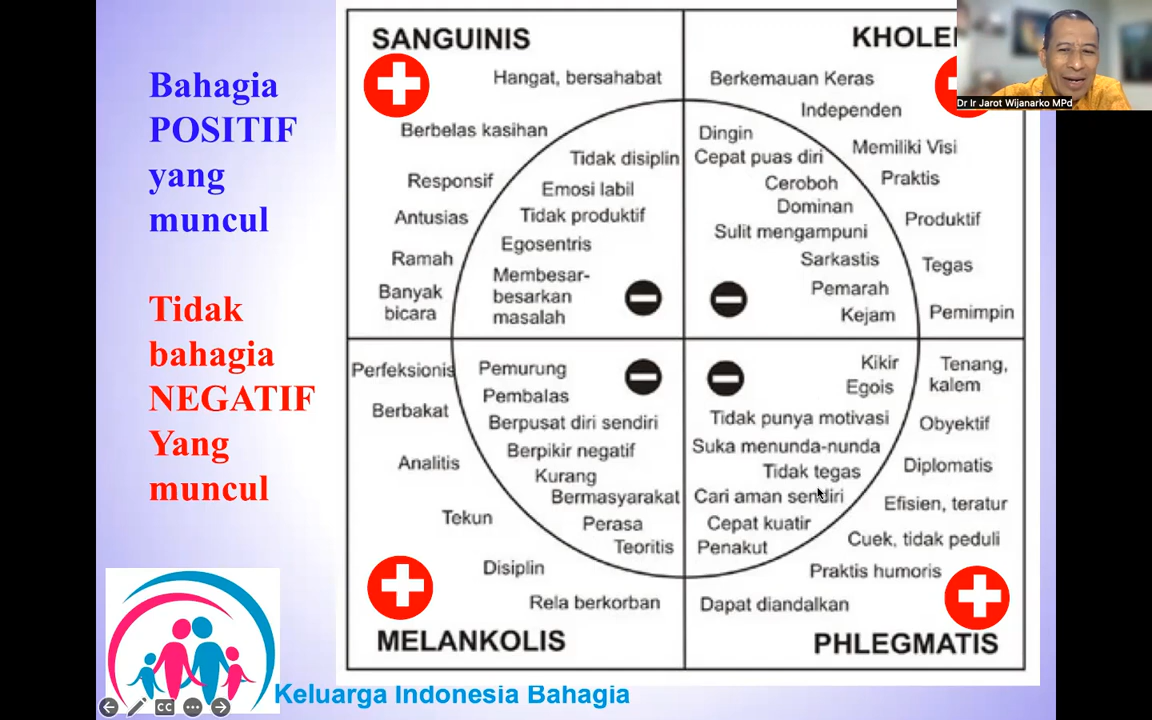 Bahagia
POSITIF
yang
muncul
Tidak
bahagia
NEGATIF
Yang
muncul
SANGUINIS
Hangat, bersahabat
Berbelas kasihan
Responsif
Antusias
Ramah
Banyak
bicara
Tidak disiplin
Emosi labil
Tidak produktif
Egosentris
Membesar-
besarkan
masalah
KHOLE
Berkemauan Keras
Independen
Memiliki Visi
Praktis
Produktif
Tegas
Pemimpin
Dingin
Cepat puas diri
Ceroboh
Dominan
Sulit mengampuni
Sarkastis
Pemarah
Kejam
Dr Ir Jarot Wijanarko MPd
Perfeksionis
Berbakat
Analitis
Tekun
Disiplin
Rela berkorban
MELANKOLIS
Pemurung
Pembalas
Berpusat diri sendiri
Berpikir negatif
Kurang
Bermasyarakat
Perasa
Teoritis
Kikir
Egois
Tidak punya motivasi
Suka menunda-nunda
Tidak tegas
Cari aman sendiri
Cepat kuatir
Penakut
Tenang,
kalem
Obyektif
Diplomatis
Efisien, teratur
Cuek, tidak peduli
Praktis humoris
Dapat diandalkan
PHLEGMATIS
Keluarga Indonesia Bahagia
CC